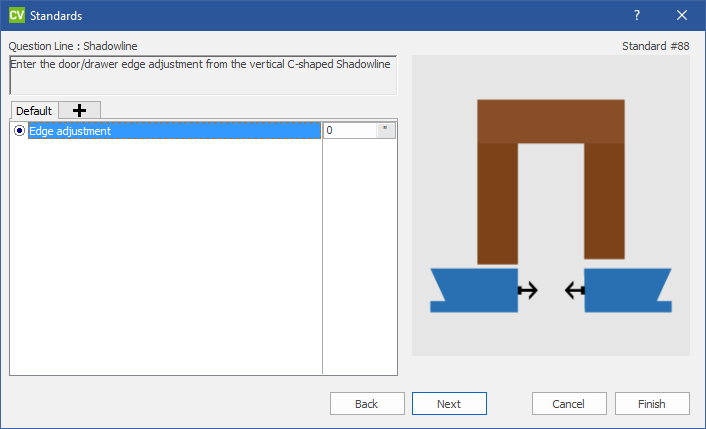 CV Standards ?
Question Line : Shadowline
Standard #88
Enter the door/drawer edge adjustment from the vertical C-shaped Shadowline
Default
Edge adjustment 0 "
Back Next Cancel Finish